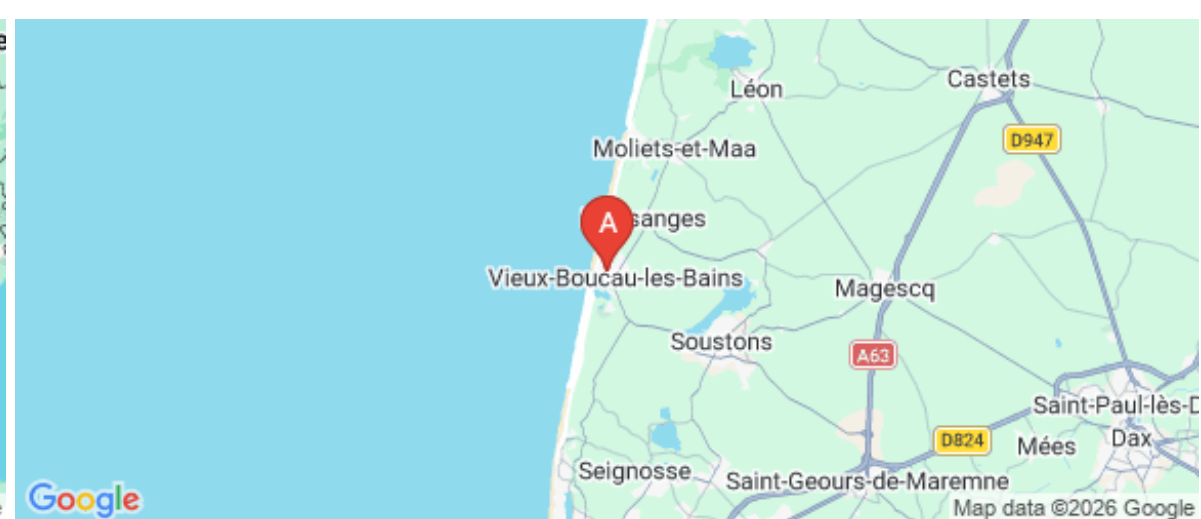 Castets
Léon
D947
Moliets-et-Maa
A
sanges
Vieux-Boucau-les-Bains
Magescq
Soustons
A63
Saint-Paul-lès-D
D824
Mées
Dax
Seignosse
Saint-Geours-de-Maremne
Google
Map data ©2026 Google